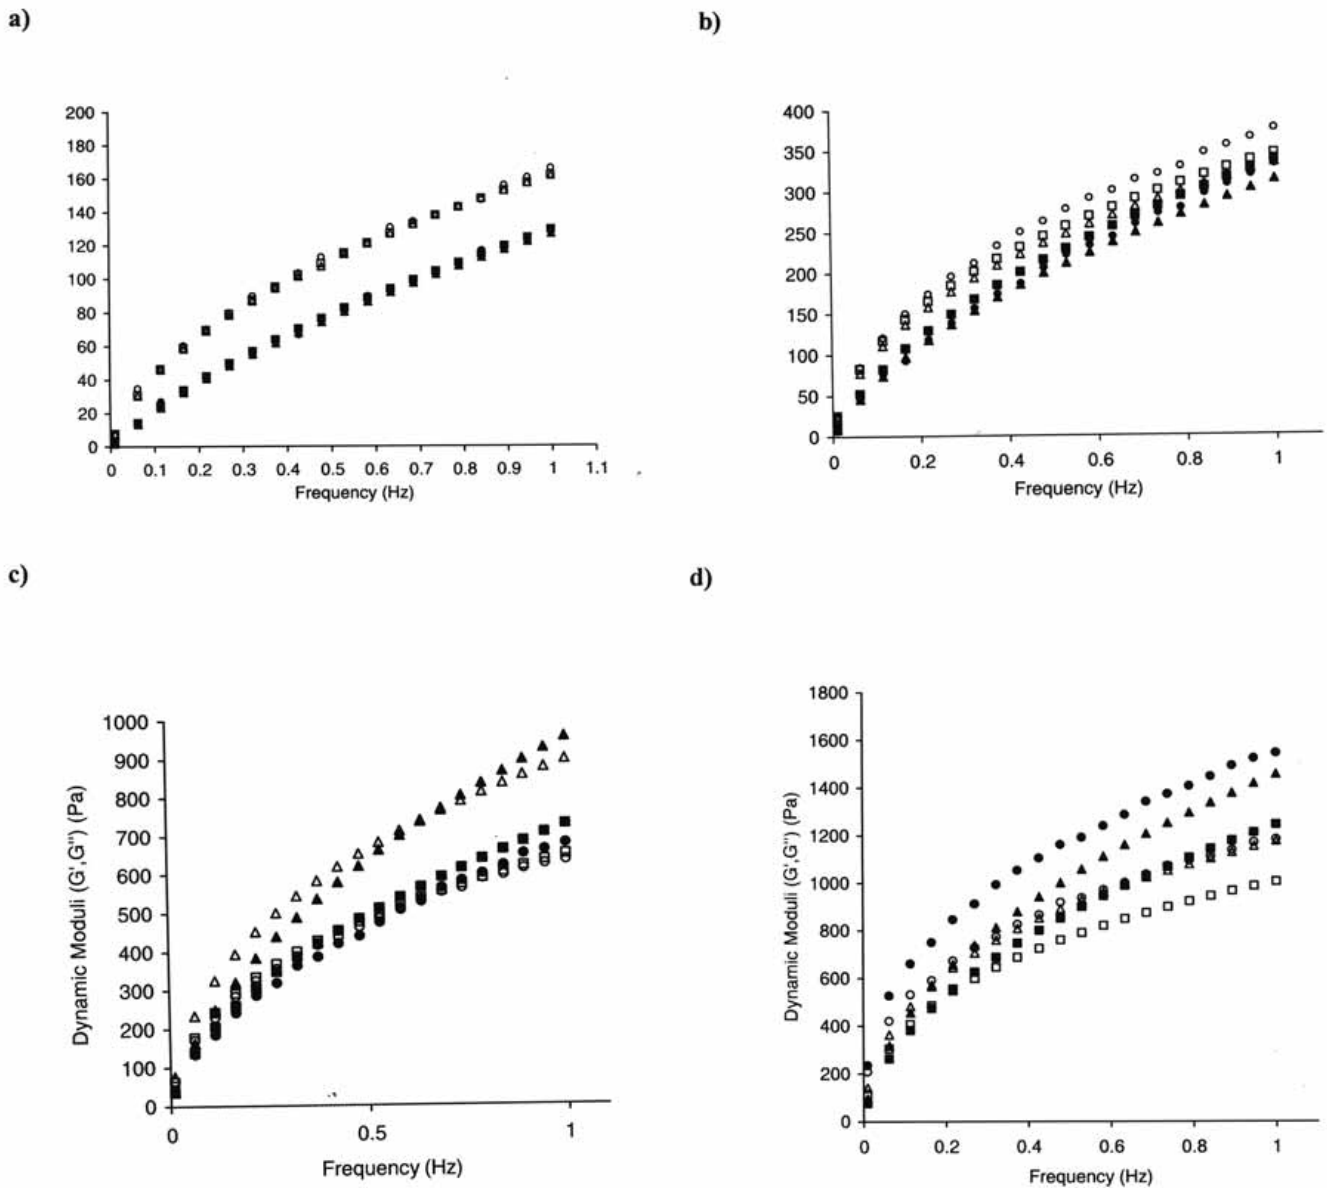 a)
200
180
160
140
120
100
80
60
40
20
0
0 0.1 0.2 0.3 0.4 0.5 0.6 0.7 0.8 0.9 1 1.1
Frequency (Hz)
b)
400
350
300
250
200
150
100
50
0
0 0.2 0.4 0.6 0.8 1
Frequency (Hz)
c)
Dynamic Moduli (G',G'') (Pa)
1000
900
800
700
600
500
400
300
200
100
0
0 0.5 1
Frequency (Hz)
d)
Dynamic Moduli (G',G'') (Pa)
1800
1600
1400
1200
1000
800
600
400
200
0
0 0.2 0.4 0.6 0.8 1
Frequency (Hz)